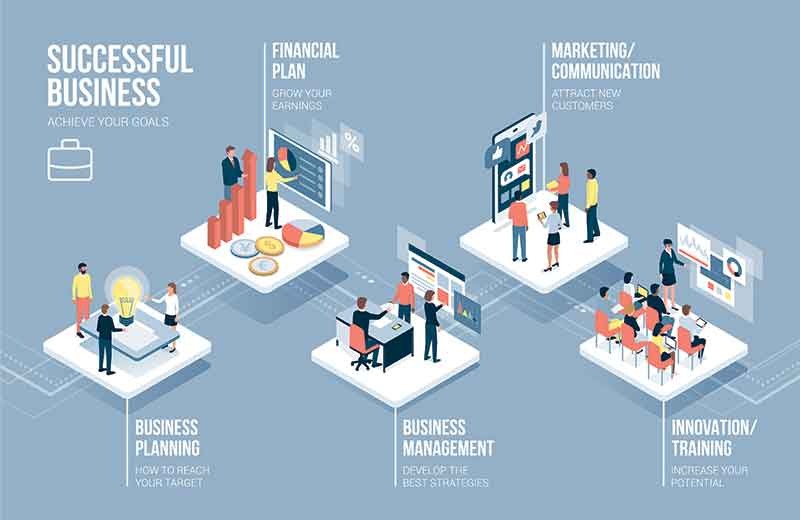 SUCCESSFUL
BUSINESS
ACHIEVE YOUR GOALS
FINANCIAL
PLAN
GROW YOUR
EARNINGS
%
MARKETING/
COMMUNICATION
ATTRACT NEW
CUSTOMERS
BUSINESS
PLANNING
HOW TO REACH
YOUR TARGET
BUSINESS
MANAGEMENT
DEVELOP THE
BEST STRATEGIES
INNOVATION/
TRAINING
INCREASE YOUR
POTENTIAL